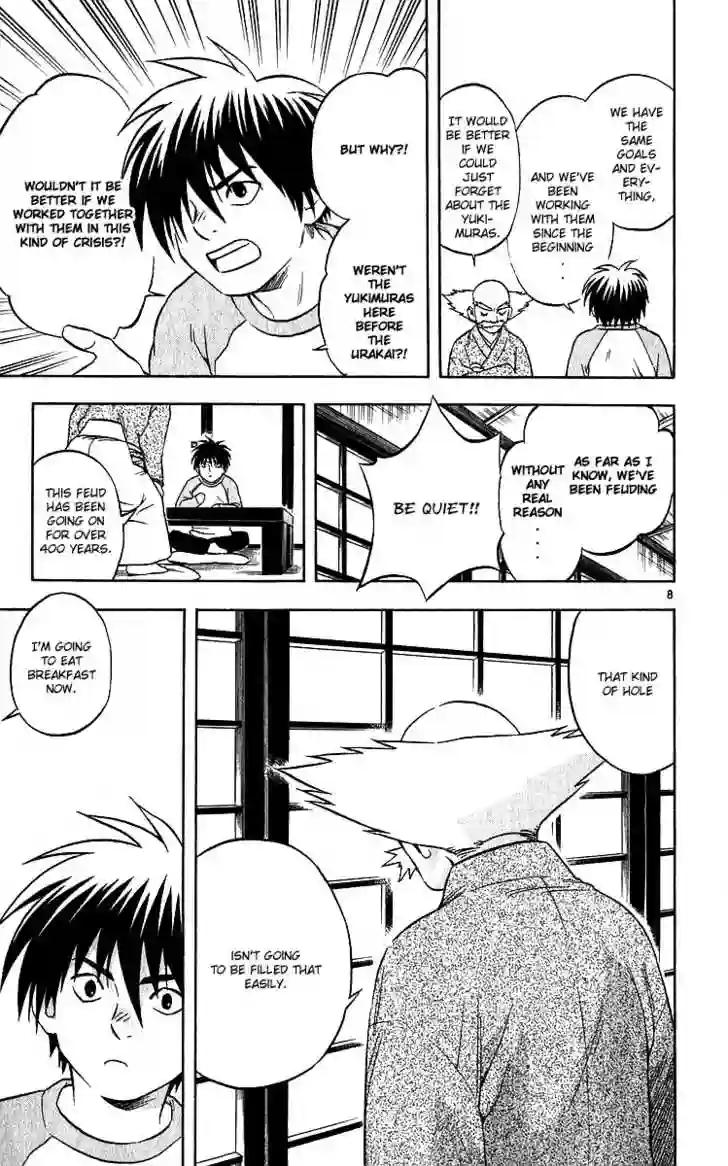 WE HAVE
THE
SAME
GOALS
AND EV-
ERY-
THING,
AND WE'VE
BEEN
WORKING
WITH THEM
SINCE THE
BEGINNING
. . .
IT WOULD
BE BETTER
IF WE
COULD
JUST
FORGET
ABOUT THE
YUKI-
MURAS.
BUT WHY?!
WEREN'T
THE
YUKIMURAS
HERE
BEFORE
THE
URAKAI?!
WOULDN'T IT BE
BETTER IF WE
WORKED TOGETHER
WITH THEM IN THIS
KIND OF CRISIS?!
AS FAR AS I
KNOW, WE'VE
BEEN FEUDING
WITHOUT
ANY
REAL
REASON
. . . .
BE QUIET!!
THIS FEUD
HAS BEEN
GOING ON
FOR OVER
400 YEARS.
8
THAT KIND
OF HOLE
ISN'T GOING
TO BE FILLED THAT
EASILY.
I'M GOING
TO EAT
BREAKFAST
NOW.